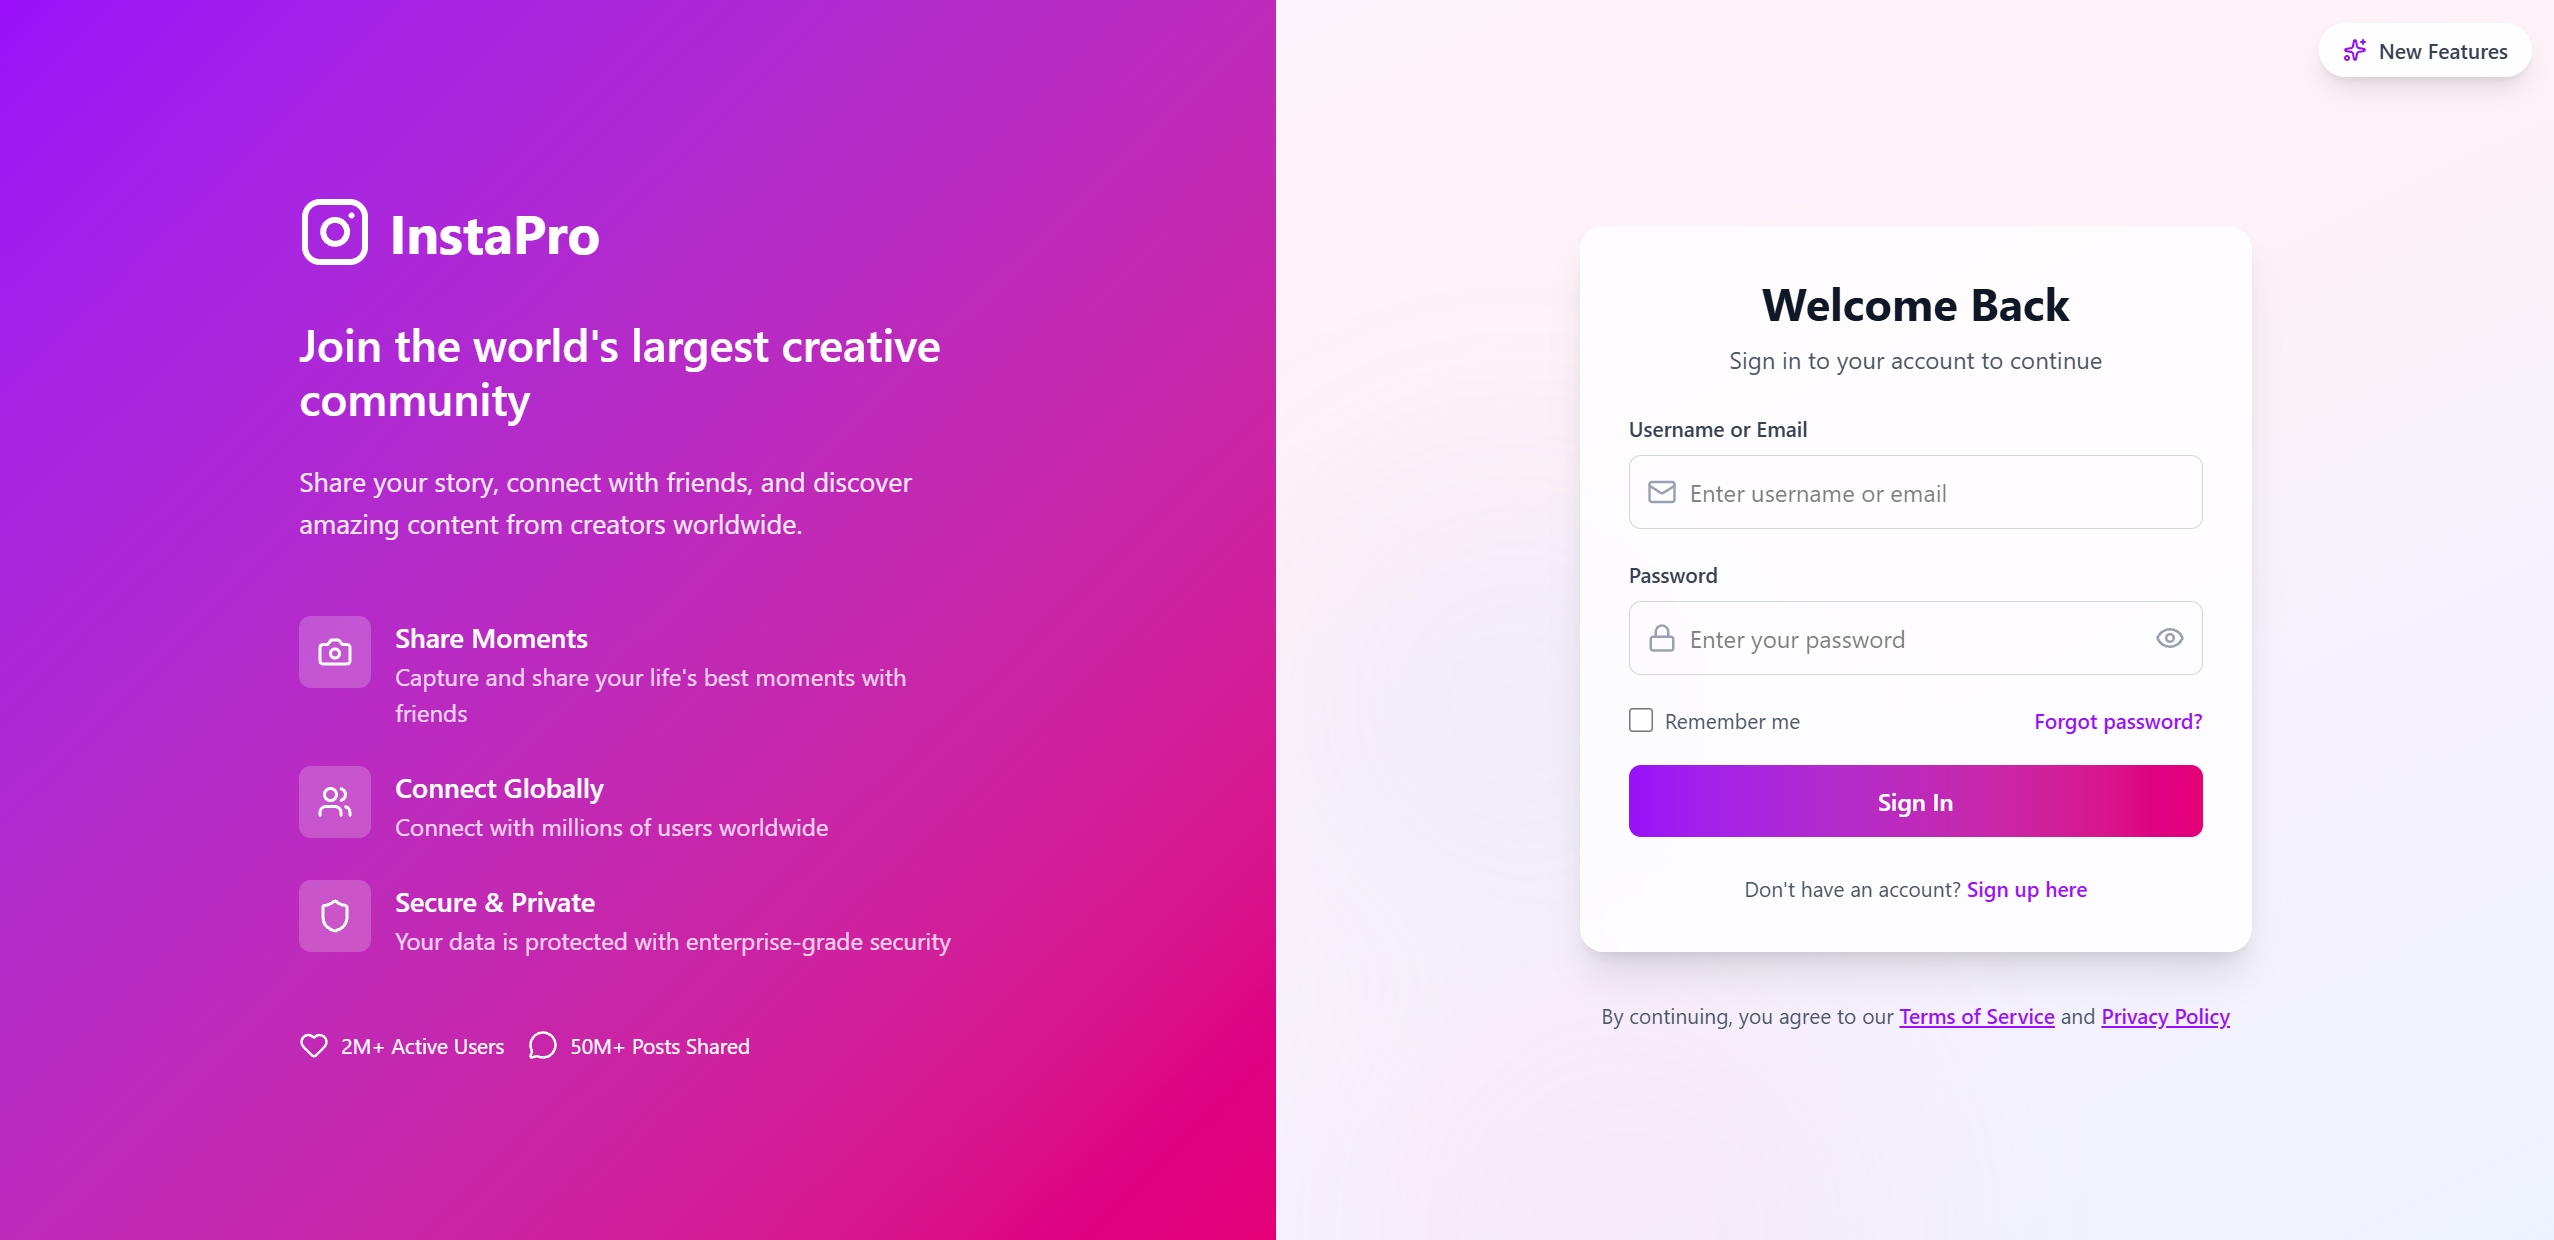 InstaPro
Join the world's largest creative
community
Share your story, connect with friends, and discover
amazing content from creators worldwide.
Share Moments
Capture and share your life's best moments with
friends
Connect Globally
Connect with millions of users worldwide
Secure & Private
Your data is protected with enterprise-grade security
2M+ Active Users
50M+ Posts Shared
New Features
Welcome Back
Sign in to your account to continue
Username or Email
Enter username or email
Password
Enter your password
Remember me
Forgot password?
Sign In
Don't have an account? Sign up here
By continuing, you agree to our Terms of Service and Privacy Policy